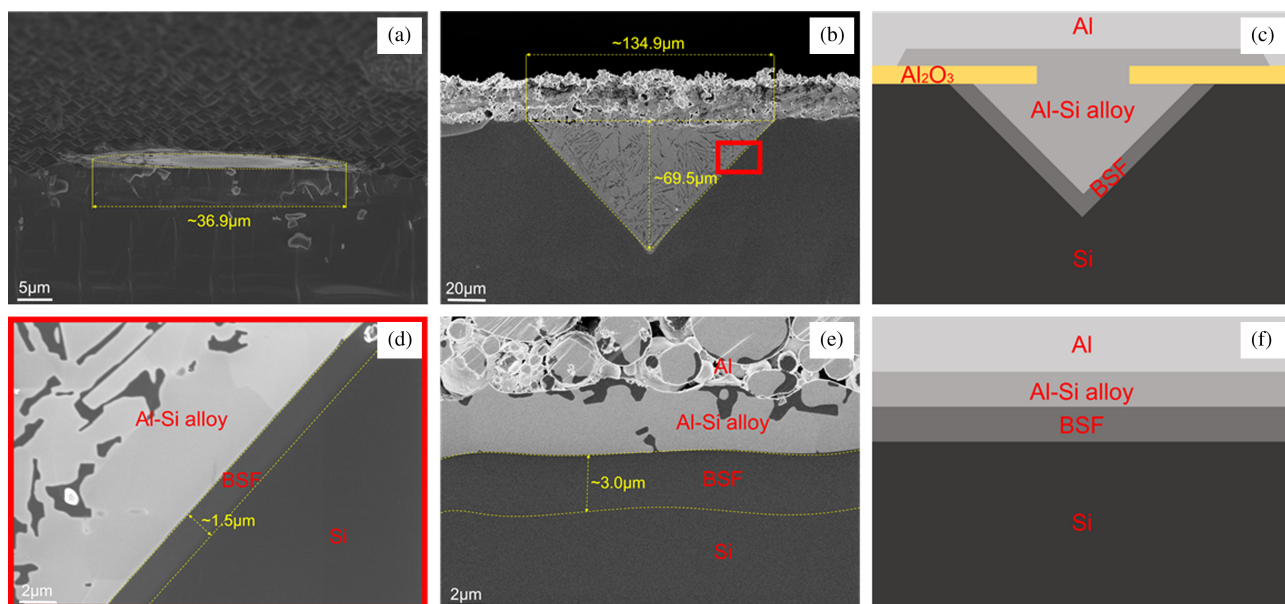 (a)
~36.9μm
5μm
(b)
~134.9μm
~69.5μm
20μm
(c)
Al
Al₂O₃
Al-Si alloy
BSF
Si
(d)
Al-Si alloy
BSF
~1.5μm
Si
2μm
(e)
Al
Al-Si alloy
BSF
~3.0μm
Si
2μm
(f)
Al
Al-Si alloy
BSF
Si